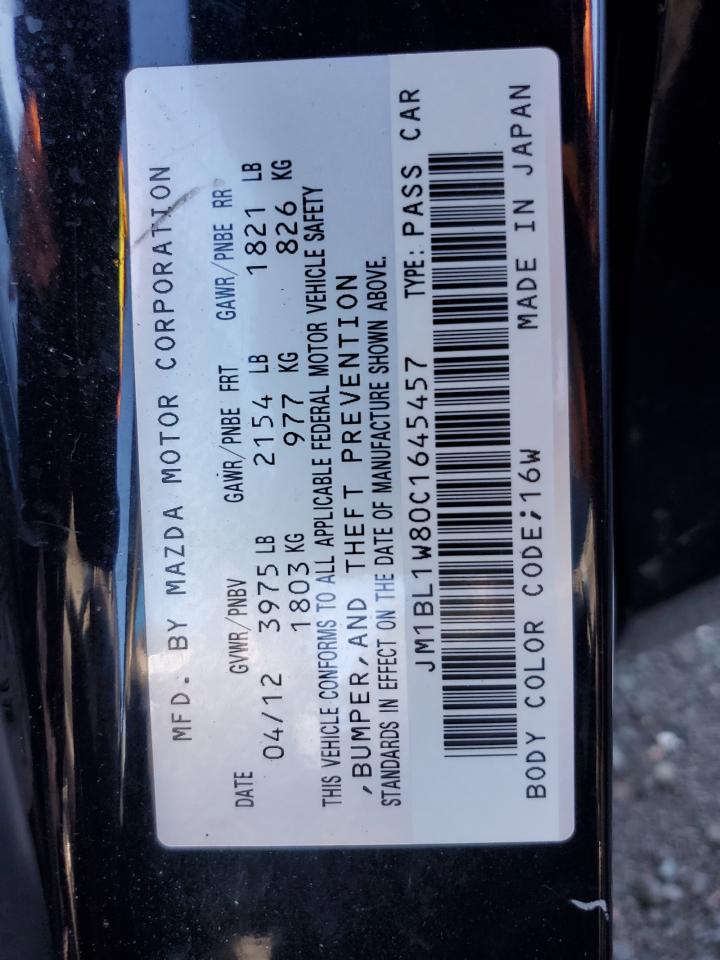 MFD. BY MAZDA MOTOR CORPORATION
DATE GVWR/PNBV GAWR/PNBE FRT GAWR/PNBE RR
04/12 3975 LB 2154 LB 1821 LB
1803 KG 977 KG 826 KG
THIS VEHICLE CONFORMS TO ALL APPLICABLE FEDERAL MOTOR VEHICLE SAFETY
,BUMPER,AND THEFT PREVENTION
STANDARDS IN EFFECT ON THE DATE OF MANUFACTURE SHOWN ABOVE.
JM1BL1W80C1645457 TYPE: PASS CAR
BODY COLOR CODE;16W MADE IN JAPAN